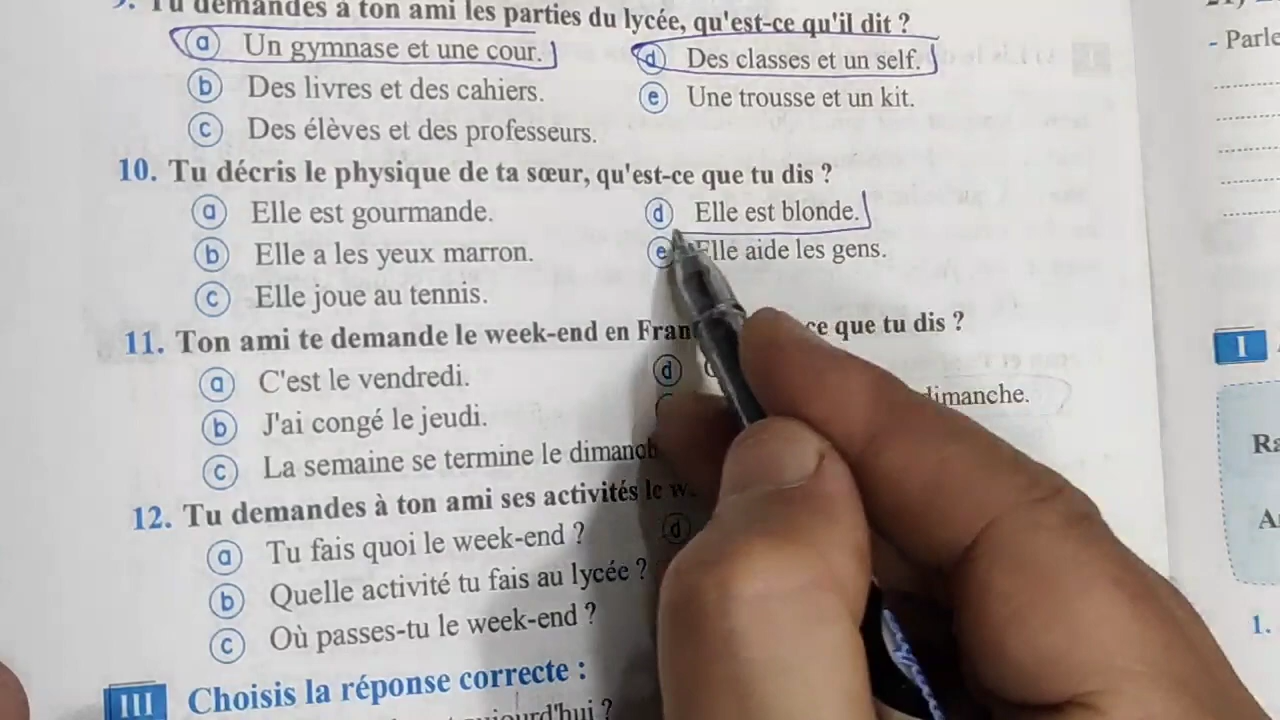 9. Tu demandes à ton ami les parties du lycée, qu'est-ce qu'il dit ?
a Un gymnase et une cour.
d Des classes et un self.
b Des livres et des cahiers.
e Une trousse et un kit.
c Des élèves et des professeurs.
10. Tu décris le physique de ta sœur, qu'est-ce que tu dis ?
a Elle est gourmande.
d Elle est blonde.
b Elle a les yeux marron.
e Elle aide les gens.
c Elle joue au tennis.
11. Ton ami te demande le week-end en Fran ce que tu dis ?
a C'est le vendredi.
d
b J'ai congé le jeudi.
dimanche.
c La semaine se termine le dimanch
12. Tu demandes à ton ami ses activités le w
a Tu fais quoi le week-end ?
d
b Quelle activité tu fais au lycée ?
c Où passes-tu le week-end ?
III Choisis la réponse correcte :
- Parle
I
Ra
1.